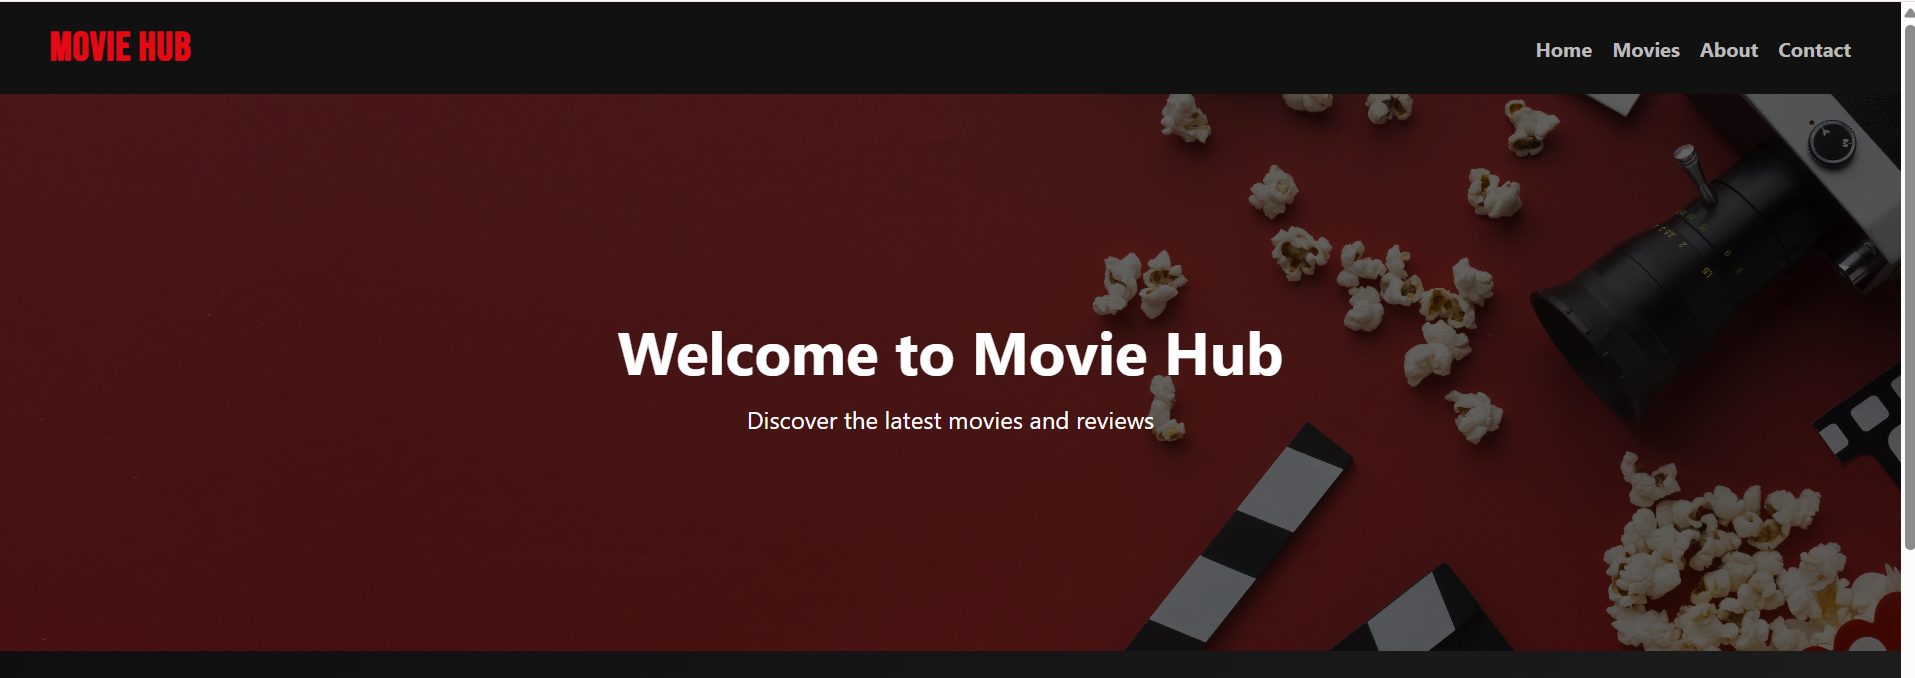 MOVIE HUB
Home Movies About Contact
Welcome to Movie Hub
Discover the latest movies and reviews